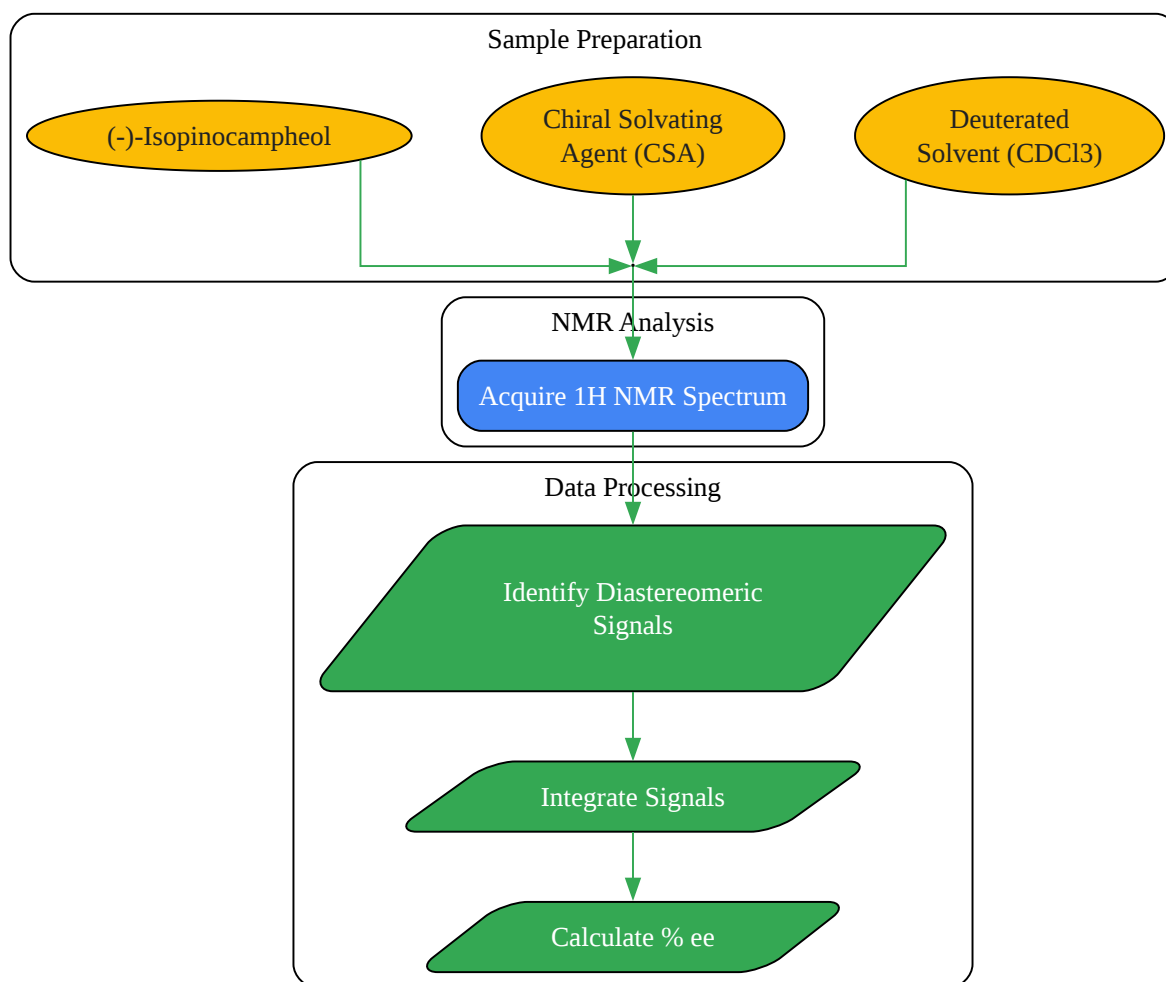 Sample Preparation
(-)-Isopinocampheol
Chiral Solvating
Agent (CSA)
Deuterated
Solvent (CDCl3)
NMR Analysis
Acquire 1H NMR Spectrum
Data Processing
Identify Diastereomeric
Signals
Integrate Signals
Calculate % ee